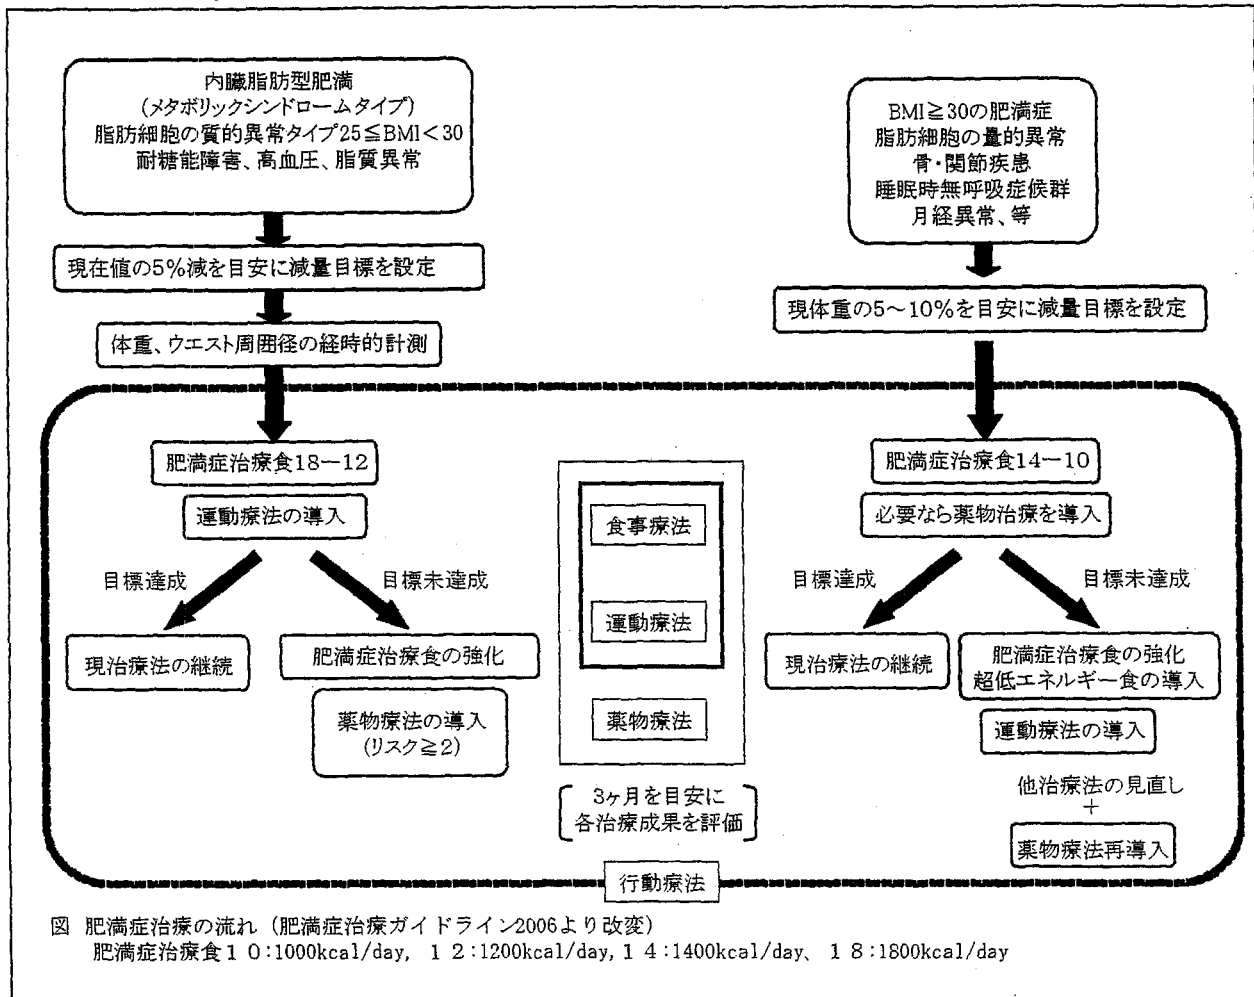 内臓脂肪型肥満
(メタボリックシンドロームタイプ)
脂肪細胞の質的異常タイプ25≦BMI<30
耐糖能障害、高血圧、脂質異常
現在値の5%減を目安に減量目標を設定
体重、ウエスト周囲径の経時的計測
肥満症治療食18−12
運動療法の導入
目標達成
目標未達成
現治療法の継続
肥満症治療食の強化
薬物療法の導入
(リスク≧2)
食事療法
運動療法
薬物療法
3ヶ月を目安に
各治療成果を評価
BMI≧30の肥満症
脂肪細胞の量的異常
骨・関節疾患
睡眠時無呼吸症候群
月経異常、等
現体重の5〜10%を目安に減量目標を設定
肥満症治療食14−10
必要なら薬物治療を導入
目標達成
目標未達成
現治療法の継続
肥満症治療食の強化
超低エネルギー食の導入
運動療法の導入
他治療法の見直し
+
薬物療法再導入
行動療法
図 肥満症治療の流れ (肥満症治療ガイドライン2006より改変)
肥満症治療食10:1000kcal/day, 12:1200kcal/day, 14:1400kcal/day、 18:1800kcal/day